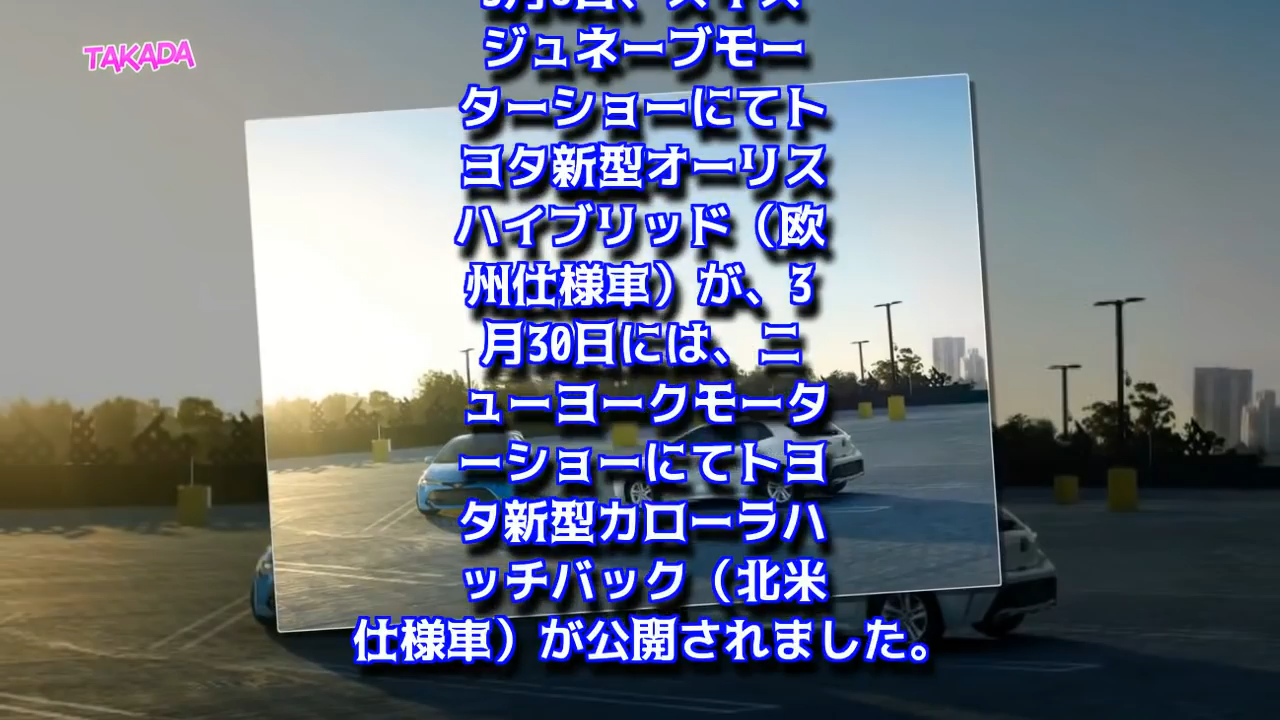 TAKADA
ジュネーブモー
ターショーにてト
ヨタ新型オーリス
ハイブリッド（欧
州仕様車）が、3
月30日には、ニ
ューヨークモータ
ーショーにてトヨ
タ新型カローラハ
ッチバック（北米
仕様車）が公開されました。